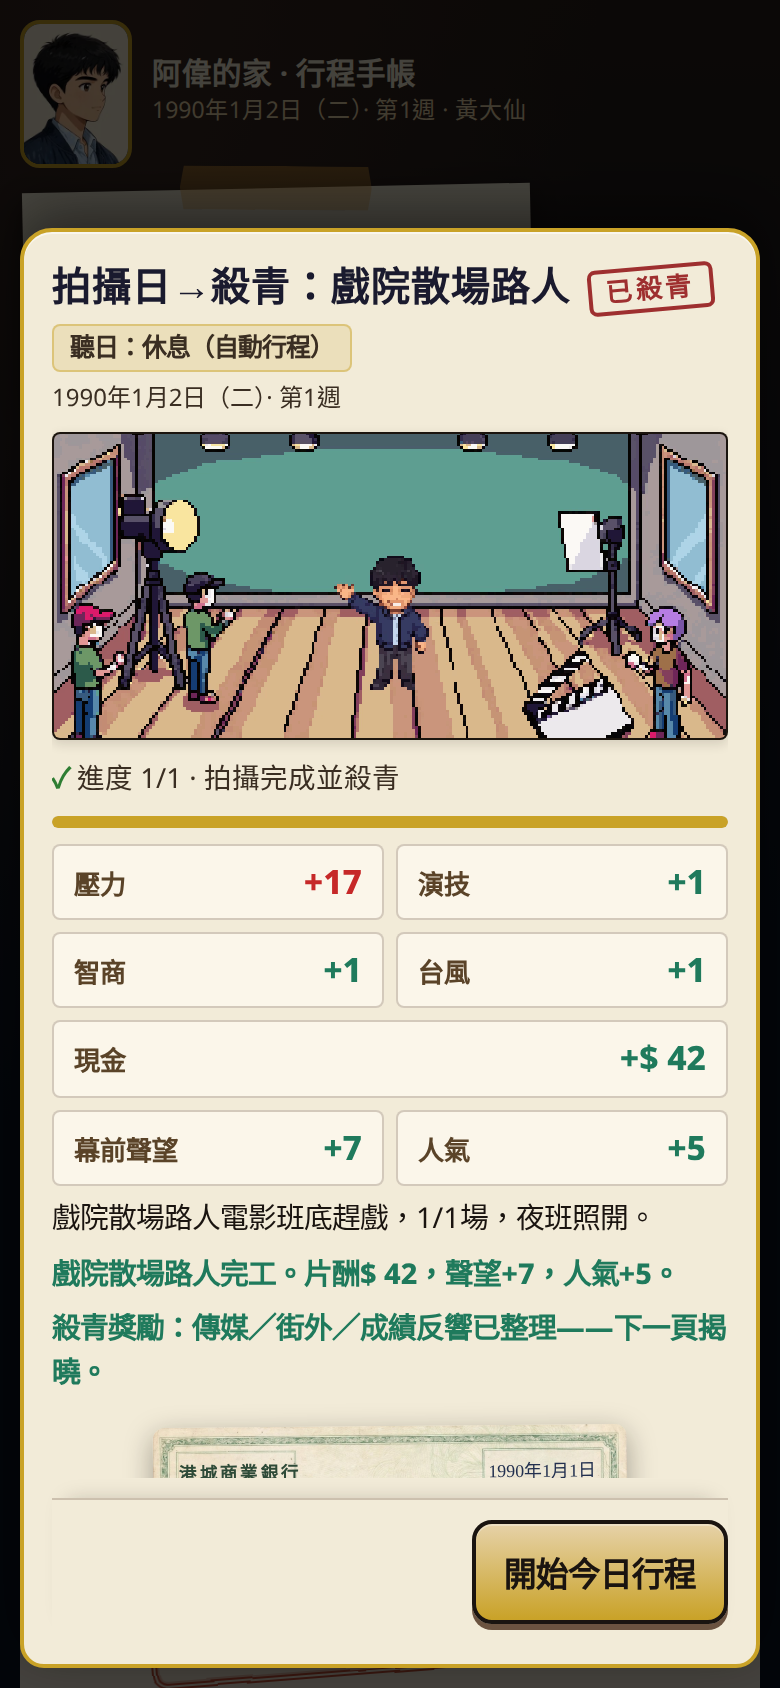 阿偉的家 · 行程手帳
1990年1月2日（二）· 第1週 · 黃大仙
拍攝日→殺青：戲院散場路人
已殺青
聽日：休息（自動行程）
1990年1月2日（二）· 第1週
✓進度 1/1 · 拍攝完成並殺青
壓力 +17
演技 +1
智商 +1
台風 +1
現金 +$ 42
幕前聲望 +7
人氣 +5
戲院散場路人電影班底趕戲，1/1場，夜班照開。
戲院散場路人完工。片酬$ 42，聲望+7，人氣+5。
殺青獎勵：傳媒／街外／成績反響已整理——下一頁揭
曉。
港城商業銀行
1990年1月1日
開始今日行程